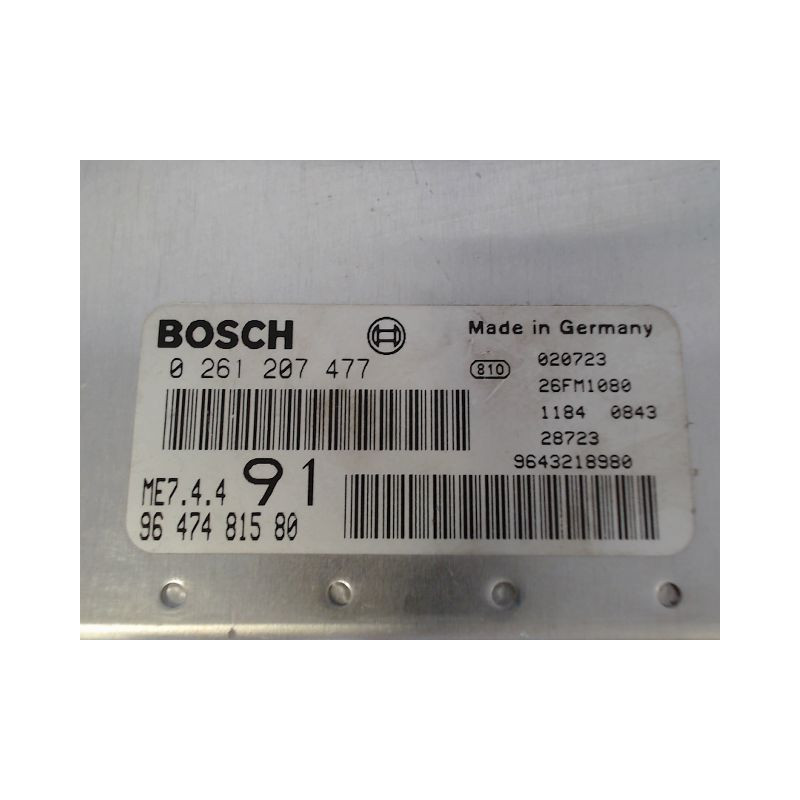 BOSCH
Made in Germany
0 261 207 477
810
020723
26FM1080
1184 0843
28723
9643218980
ME7.4.4
91
96 474 815 80